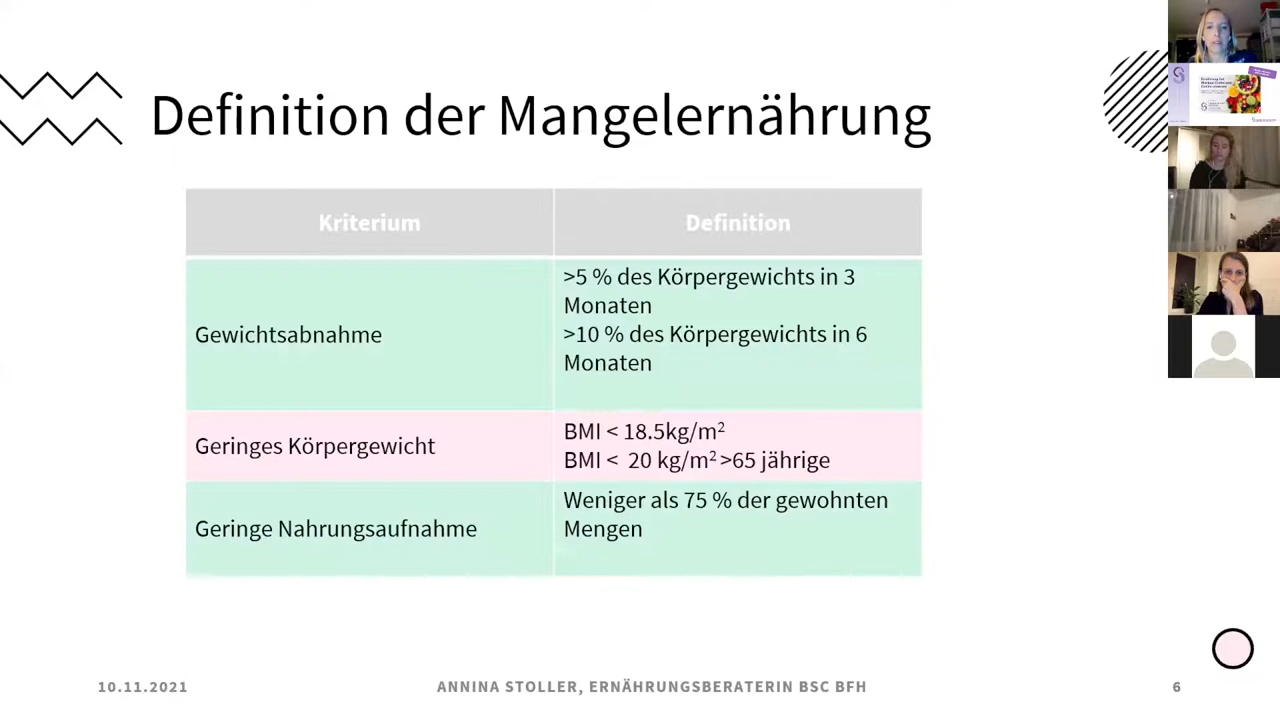 Definition der Mangelernährung
Kriterium
Definition
Gewichtsabnahme
>5 % des Körpergewichts in 3
Monaten
>10 % des Körpergewichts in 6
Monaten
Geringes Körpergewicht
BMI < 18.5kg/m²
BMI < 20 kg/m² >65 jährige
Geringe Nahrungsaufnahme
Weniger als 75 % der gewohnten
Mengen
10.11.2021
ANNINA STOLLER, ERNÄHRUNGSBERATERIN BSC BFH
6